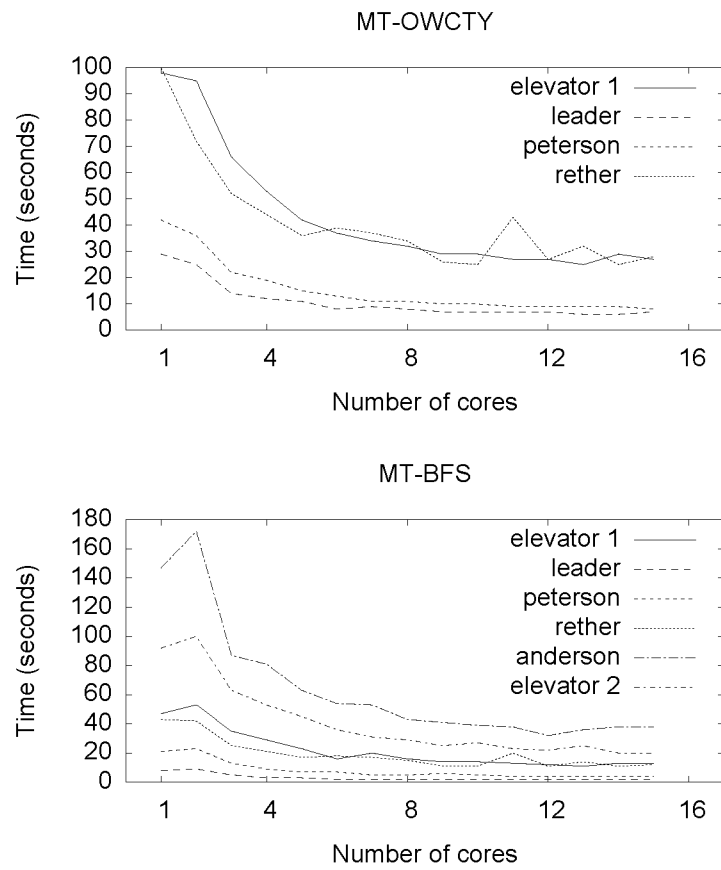 MT-OWCTY
100
90
80
70
60
50
40
30
20
10
0
Time (seconds)
elevator 1
leader
peterson
rether
1 4 8 12 16
Number of cores
MT-BFS
180
160
140
120
100
80
60
40
20
0
Time (seconds)
elevator 1
leader
peterson
rether
anderson
elevator 2
1 4 8 12 16
Number of cores